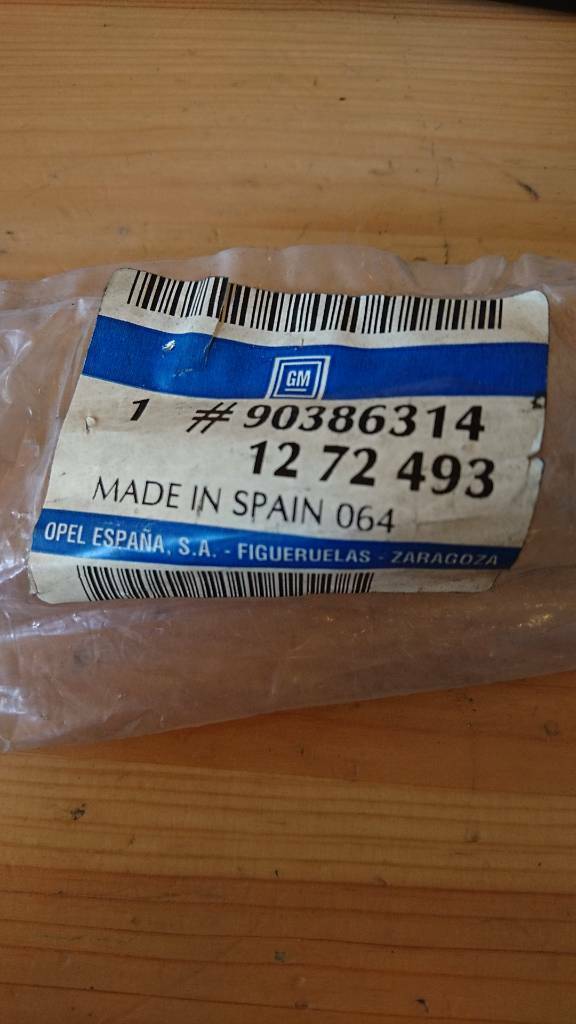 GM
1 #90386314
12 72 493
MADE IN SPAIN 064
OPEL ESPAÑA, S.A. - FIGUERUELAS - ZARAGOZA